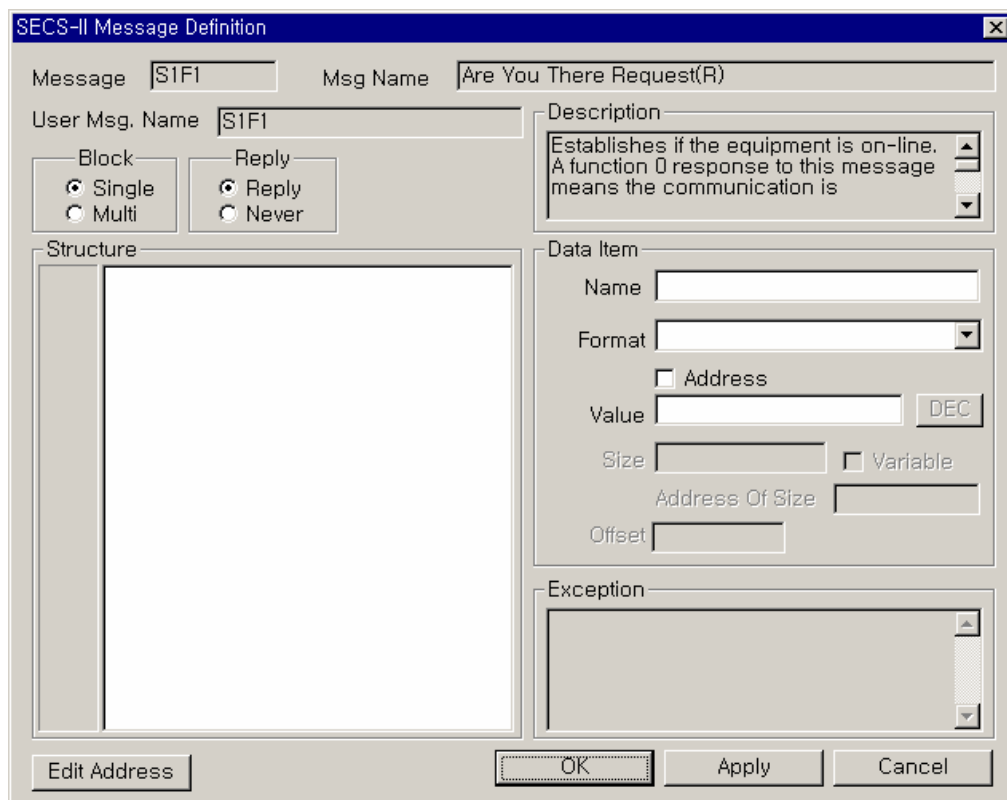 SECS-II Message Definition
Message S1F1 Msg Name Are You There Request(R)
User Msg. Name S1F1
Block
Single
Multi
Reply
Reply
Never
Description
Establishes if the equipment is on-line.
A function 0 response to this message
means the communication is
Structure
Data Item
Name
Format
Address
Value DEC
Size Variable
Address Of Size
Offset
Exception
Edit Address OK Apply Cancel